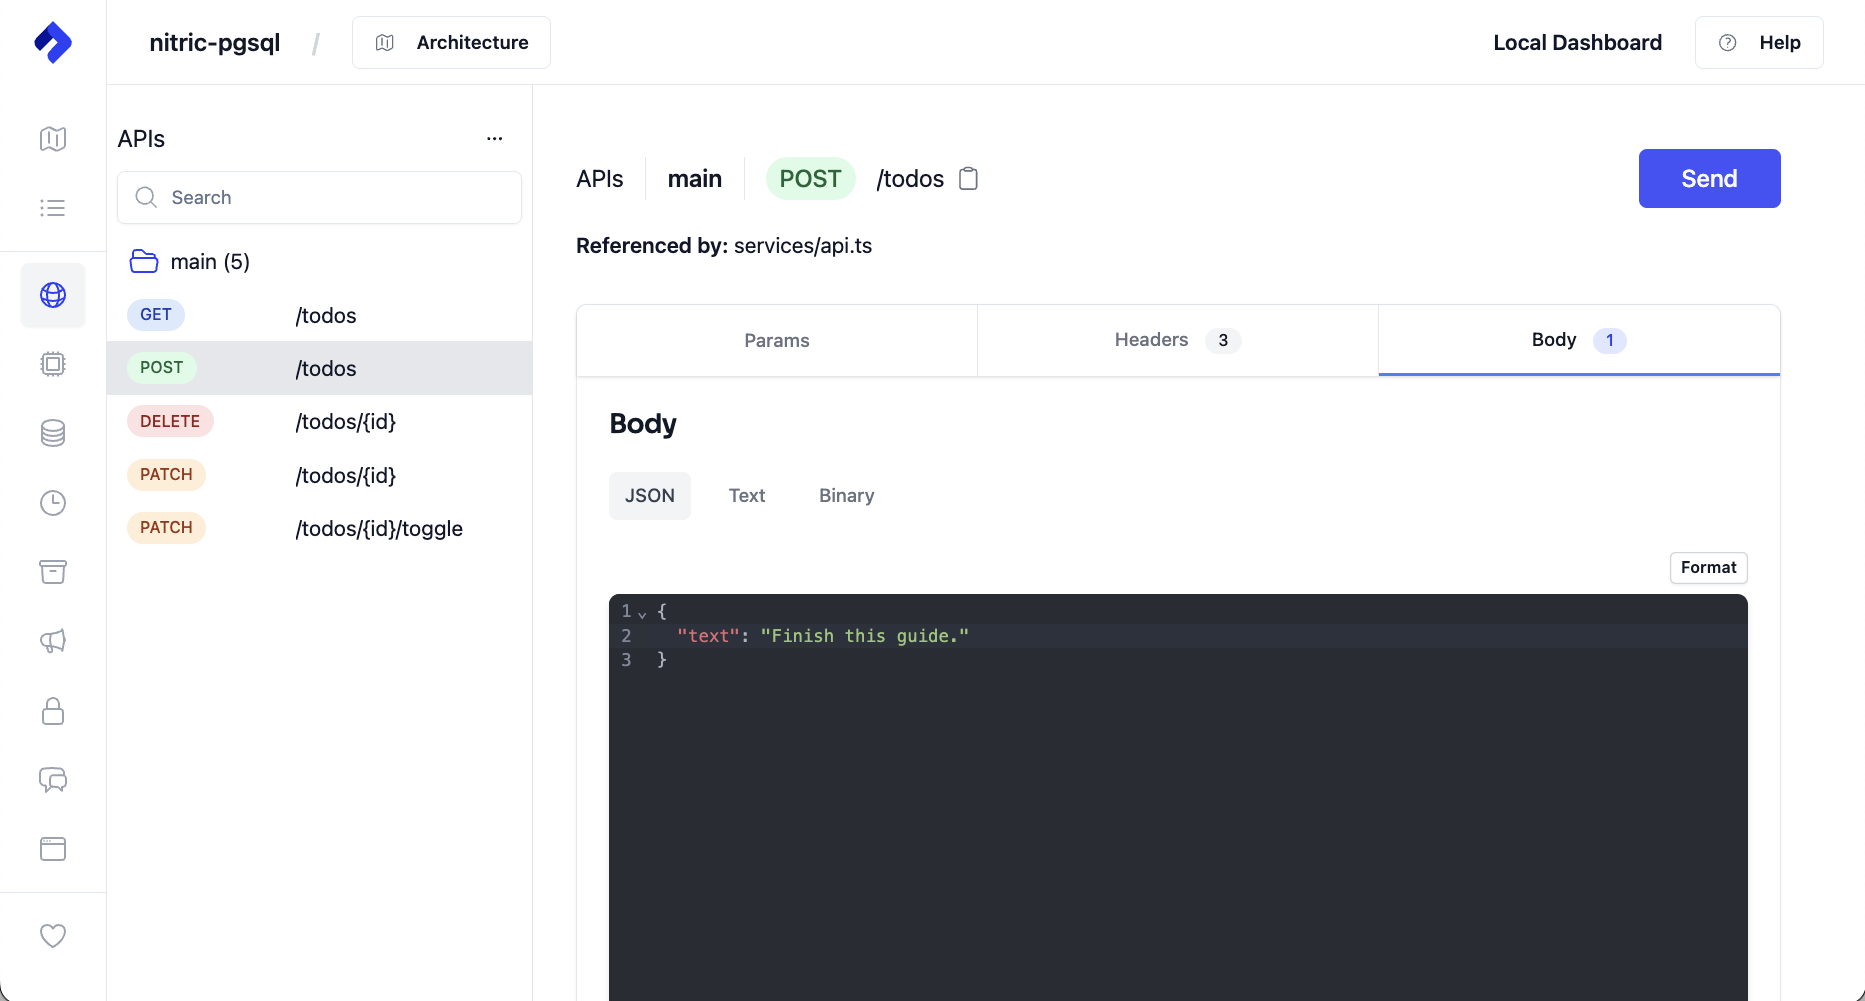 nitric-pgsql / Architecture
Local Dashboard Help
APIs ...
Search
main (5)
GET /todos
POST /todos
DELETE /todos/{id}
PATCH /todos/{id}
PATCH /todos/{id}/toggle
APIs main POST /todos
Send
Referenced by: services/api.ts
Params Headers 3 Body 1
Body
JSON Text Binary
Format
1 {
2 "text": "Finish this guide."
3 }